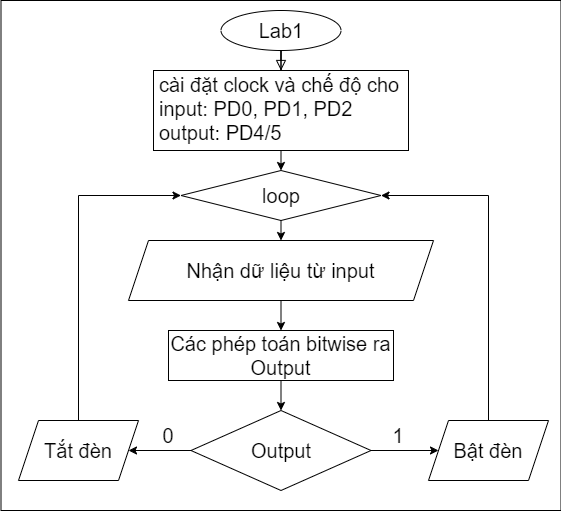 Lab1
cài đặt clock và chế độ cho
input: PD0, PD1, PD2
output: PD4/5
loop
Nhận dữ liệu từ input
Các phép toán bitwise ra
Output
Tắt đèn
0
Output
1
Bật đèn